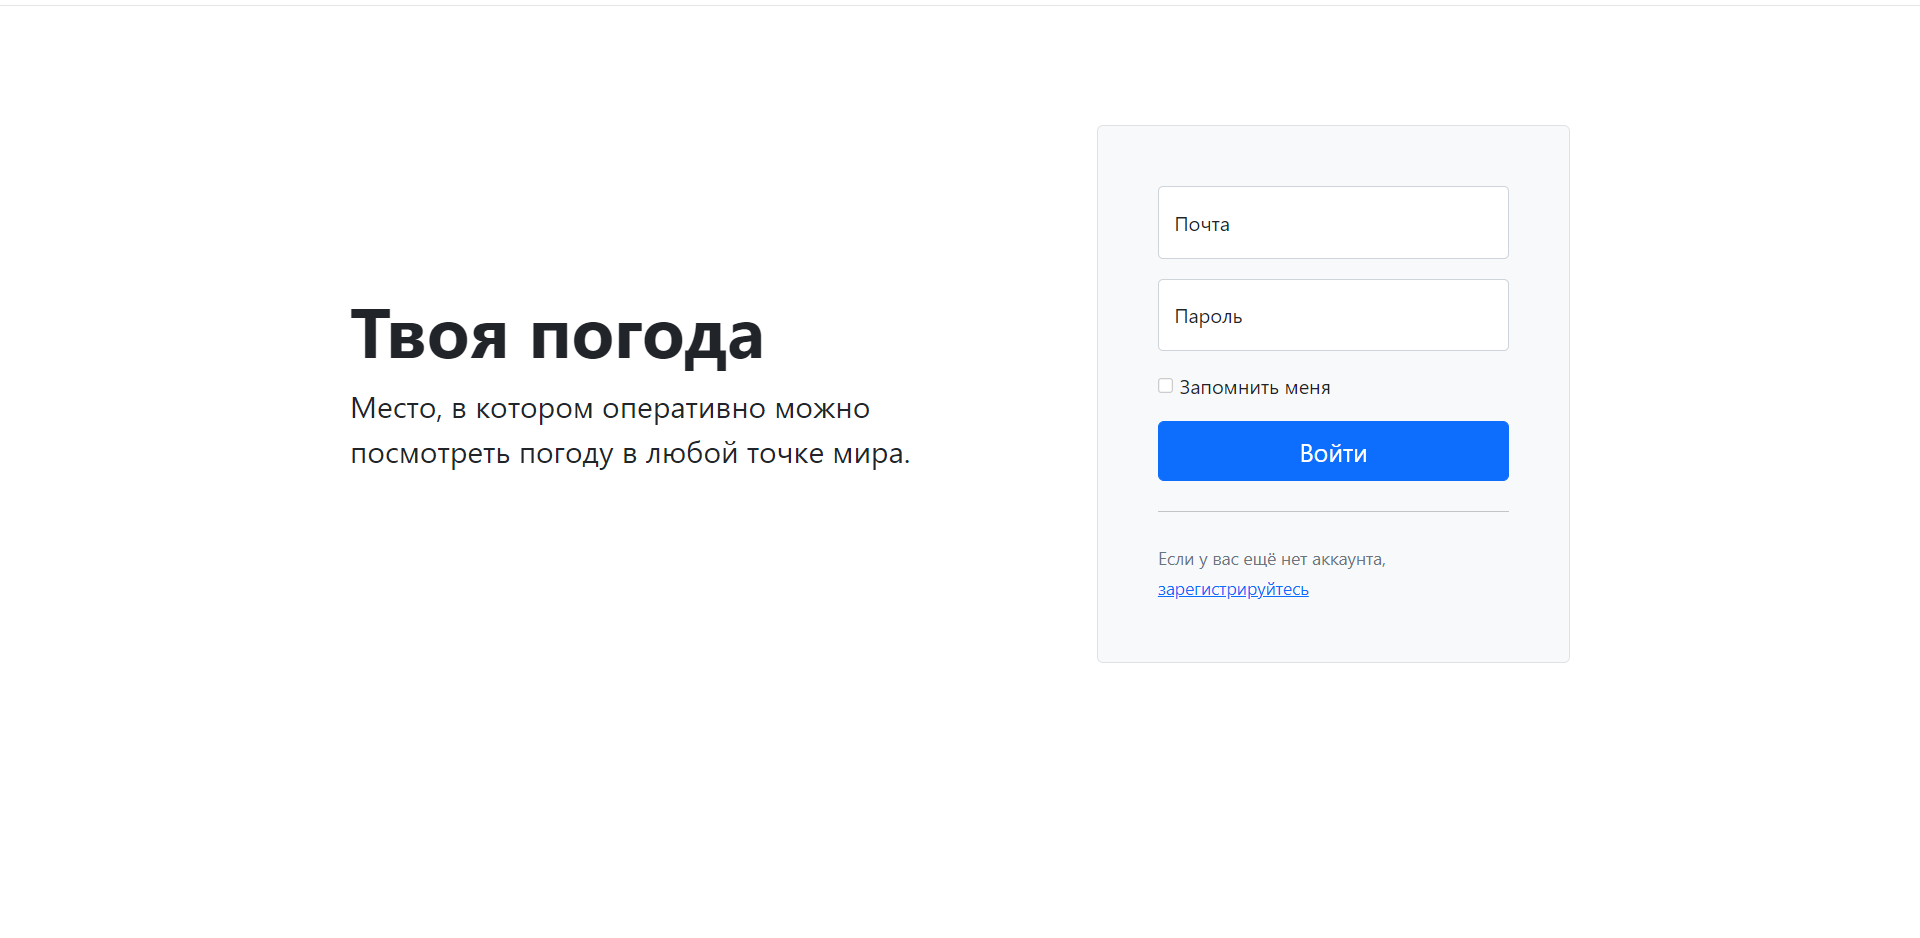 Твоя погода
Место, в котором оперативно можно
посмотреть погоду в любой точке мира.
Почта
Пароль
Запомнить меня
Войти
Если у вас ещё нет аккаунта,
зарегистрируйтесь